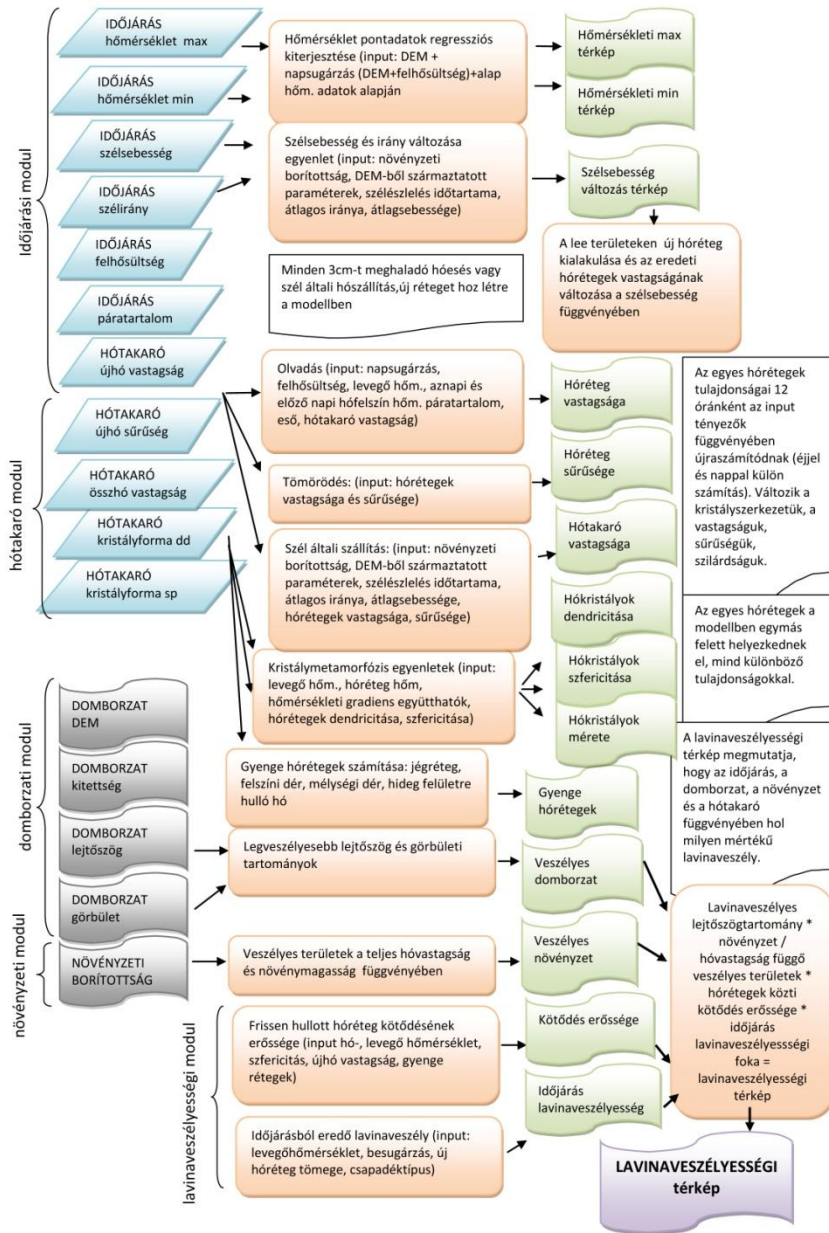 Időjárási modul
IDŐJÁRÁS
hőmérséklet max
IDŐJÁRÁS
hőmérséklet min
IDŐJÁRÁS
szélsebesség
IDŐJÁRÁS
szélirány
IDŐJÁRÁS
felhősültség
IDŐJÁRÁS
páratartalom
HÓTAKARÓ
újhó vastagság
Hőmérséklet pontadatok regressziós
kiterjesztése (input: DEM +
napsugárzás (DEM+felhősültség)+alap
hőm. adatok alapján
Hőmérsékleti max
térkép
Hőmérsékleti min
térkép
Szélsebesség és irány változása
egyenlet (input: növényzeti
borítottság, DEM-ből származtatott
paraméterek, szélészlelés időtartama,
átlagos iránya, átlagsebessége)
Szélsebesség
változás térkép
A lee területeken új hóréteg
kialakulása és az eredeti
hórétegek vastagságának
változása a szélsebesség
függvényében
Minden 3cm-t meghaladó hóesés vagy
szél általi hószállítás,új réteget hoz létre
a modellben
hótakaró modul
HÓTAKARÓ
újhó sűrűség
HÓTAKARÓ
összhó vastagság
HÓTAKARÓ
kristályforma dd
HÓTAKARÓ
kristályforma sp
Olvadás (input: napsugárzás,
felhősültség, levegő hőm., aznapi és
előző napi hófelszín hőm. páratartalom,
eső, hótakaró vastagság)
Hóréteg
vastagsága
Tömörödés: (input: hórétegek
vastagsága és sűrűsége)
Hóréteg
sűrűsége
Szél általi szállítás: (input: növényzeti
borítottság, DEM-ből származtatott
paraméterek, szélészlelés időtartama,
átlagos iránya, átlagsebessége,
hórétegek vastagsága, sűrűsége)
Hótakaró
vastagsága
Hókristályok
dendricitása
Kristálymetamorfózis egyenletek (input:
levegő hőm., hóréteg hőm,
hőmérsékleti gradiens együtthatók,
hórétegek dendricitása, szfericitása)
Hókristályok
szfericitása
Hókristályok
mérete
Az egyes hórétegek
tulajdonságai 12
óránként az input
tényezők
függvényében
újraszámítódnak (éjjel
és nappal külön
számítás). Változik a
kristályszerkezetük, a
vastagságuk,
sűrűségük,
szilárdságuk.
Az egyes hórétegek a
modellben egymás
felett helyezkednek
el, mind különböző
tulajdonságokkal.
A lavinaveszélyességi
térkép megmutatja,
hogy az időjárás, a
domborzat, a növényzet
és a hótakaró
függvényében hol
milyen mértékű
lavinaveszély.
domborzati modul
DOMBORZAT
DEM
DOMBORZAT
kitettség
DOMBORZAT
lejtőszög
DOMBORZAT
görbület
Gyenge hórétegek számítása: jégréteg,
felszíni dér, mélységi dér, hideg felületre
hulló hó
Gyenge
hórétegek
Legveszélyesebb lejtőszög és görbületi
tartományok
Veszélyes
domborzat
növényzeti modul
NÖVÉNYZETI
BORÍTOTTSÁG
Veszélyes területek a teljes hóvastagság
és növénymagasság függvényében
Veszélyes
növényzet
lavinaveszélyességi modul
Frissen hullott hóréteg kötődésének
erőssége (input hó-, levegő hőmérséklet,
szfericitás, újhó vastagság, gyenge
rétegek)
Kötődés erőssége
Időjárásból eredő lavinaveszély (input:
levegőhőmérséklet, besugárzás, új
hóréteg tömege, csapadéktípus)
Időjárás
lavinaveszélyesség
Lavinaveszélyes
lejtőszögtartomány *
növényzet /
hóvastagság függő
veszélyes területek *
hórétegek közti
kötődés erőssége *
időjárás
lavinaveszélyessségi
foka =
lavinaveszélyességi
térkép
LAVINAVESZÉLYESSÉGI
térkép